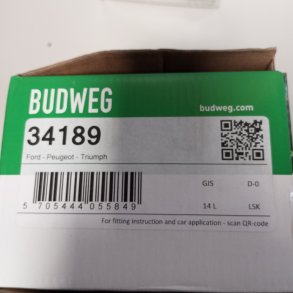 BUDWEG
budweg.com
34189
Ford - Peugeot - Triumph
GIS D-0
5 705444 055849
14 L LSK
For fitting instruction and car application - scan QR-code